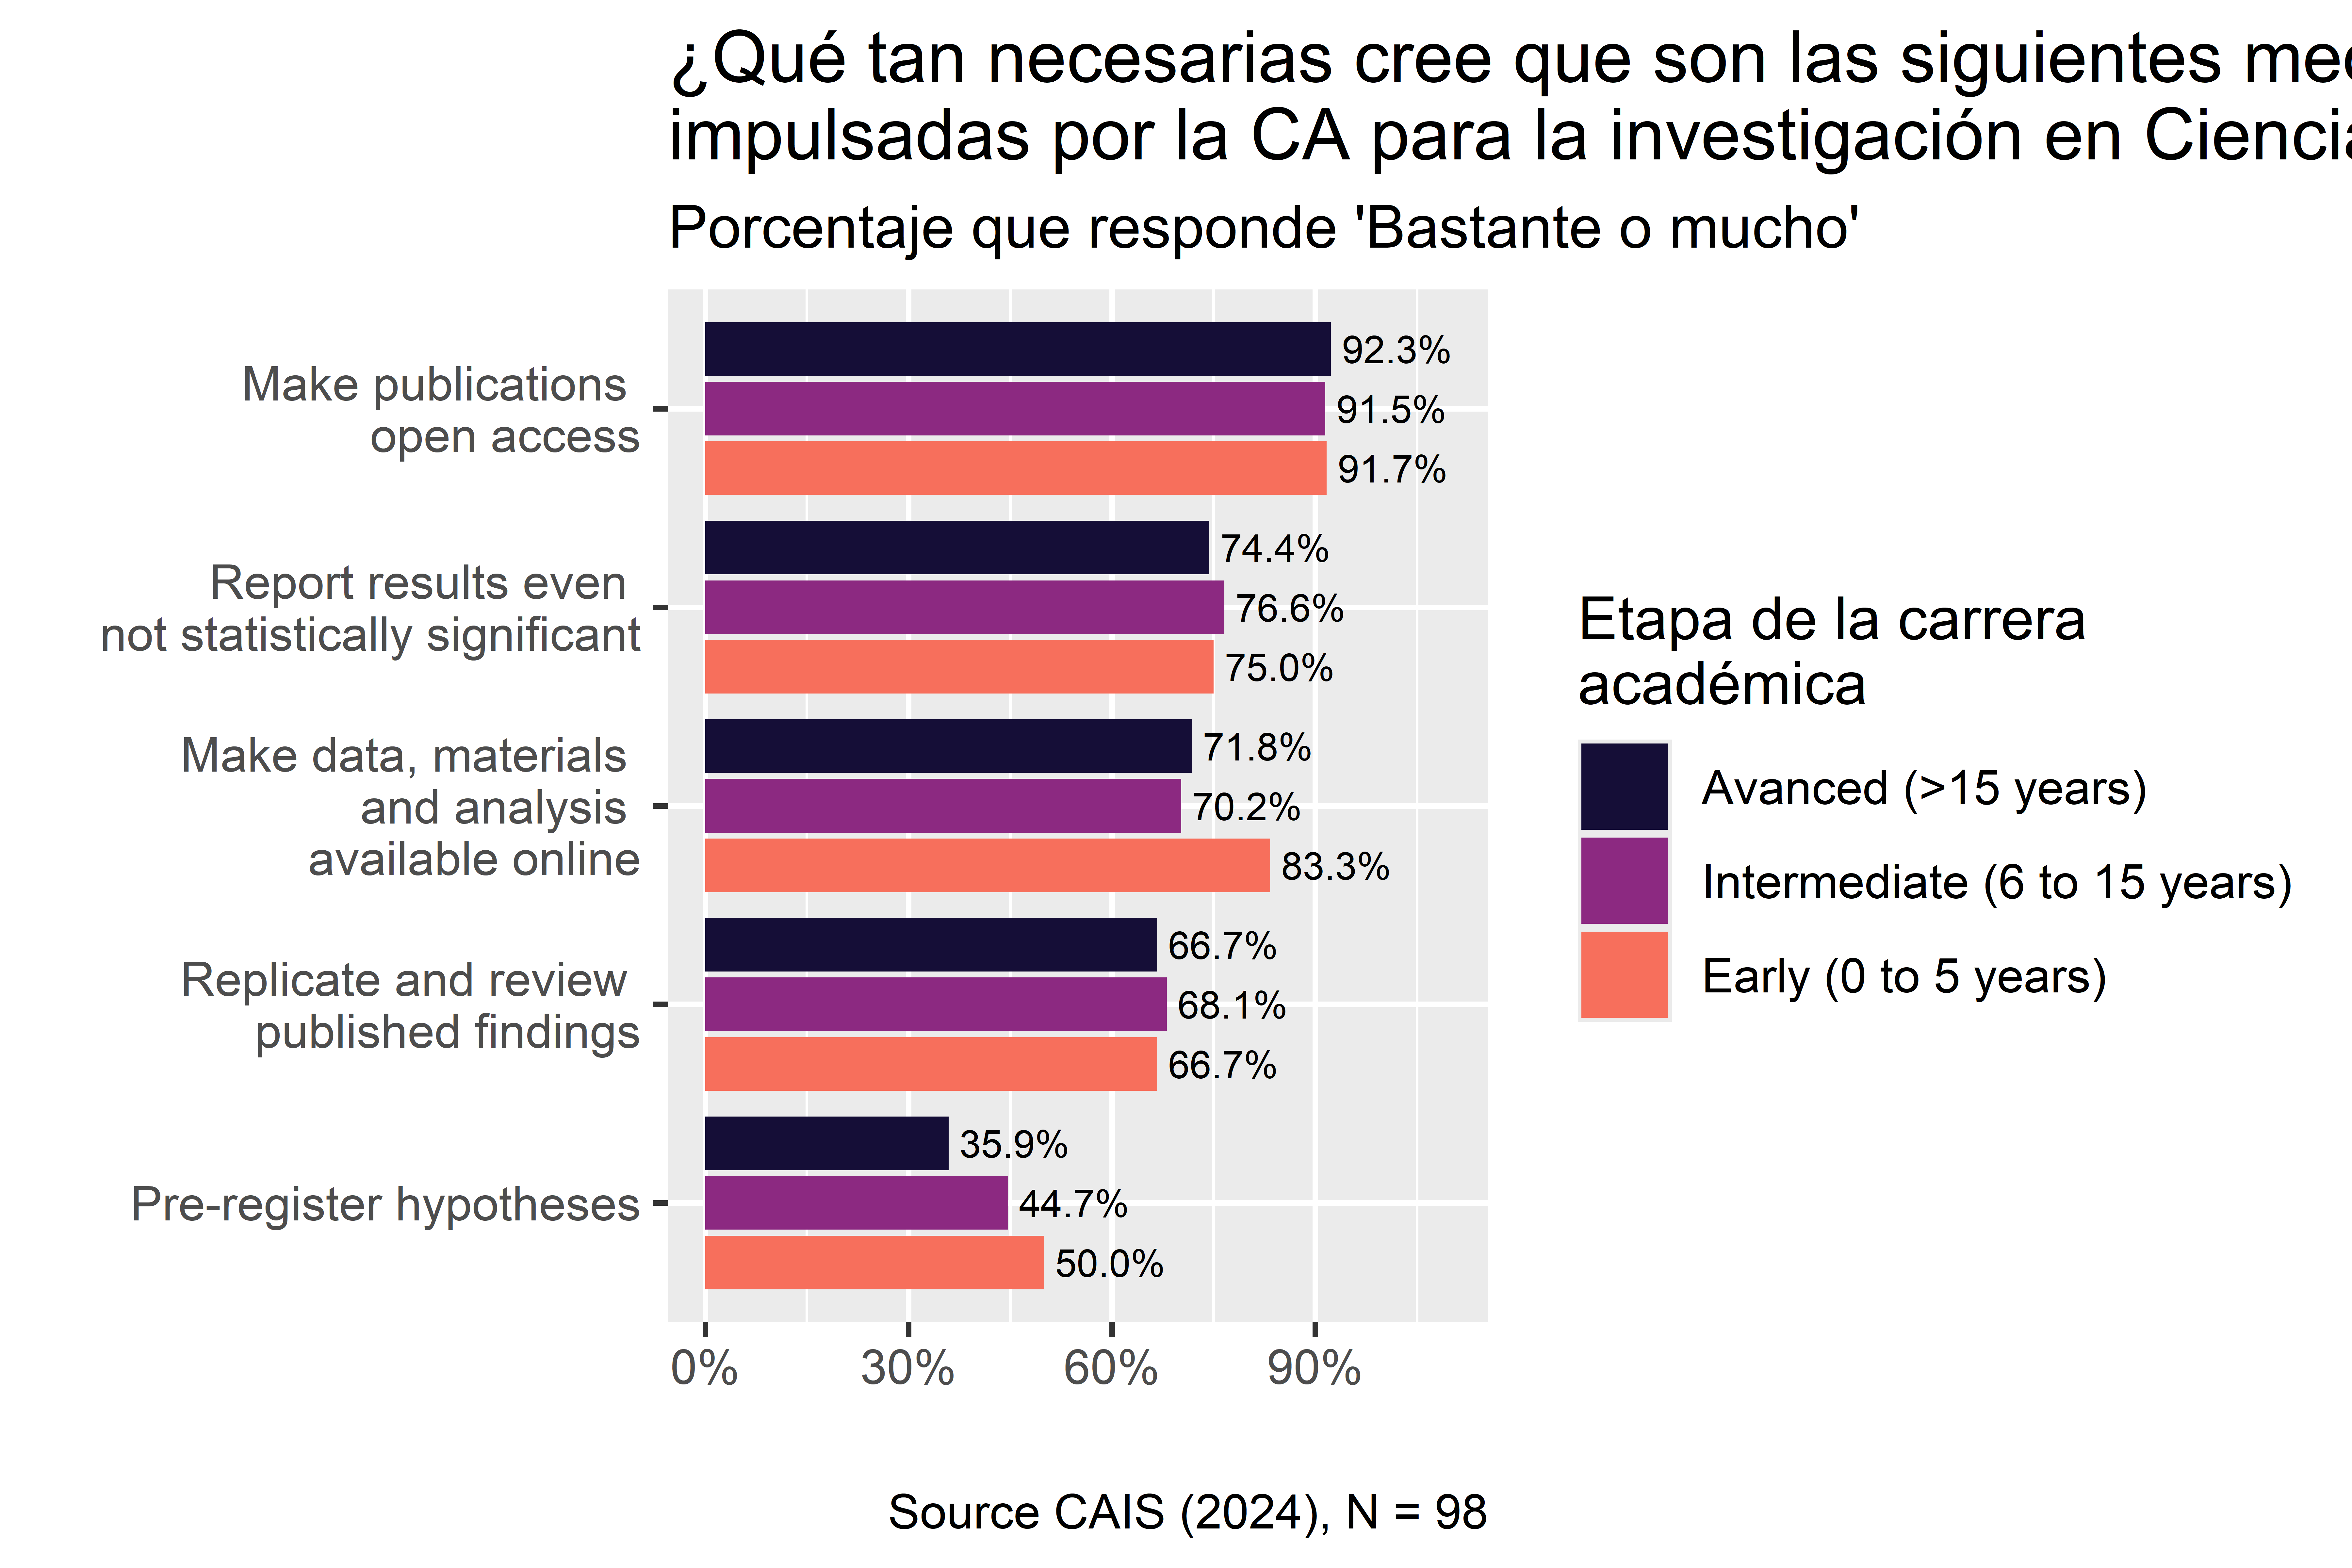 ¿Qué tan necesarias cree que son las siguientes
impulsadas por la CA para la investigación en
Porcentaje que responde 'Bastante o mucho'
Make publications
open access
92.3%
91.5%
91.7%
Report results even
not statistically significant
74.4%
76.6%
75.0%
Make data, materials
and analysis
available online
71.8%
70.2%
83.3%
Replicate and review
published findings
66.7%
68.1%
66.7%
Pre-register hypotheses
35.9%
44.7%
50.0%
0% 30% 60% 90%
Etapa de la carrera
académica
Avanced (>15 years)
Intermediate (6 to 15 years)
Early (0 to 5 years)
Source CAIS (2024), N = 98